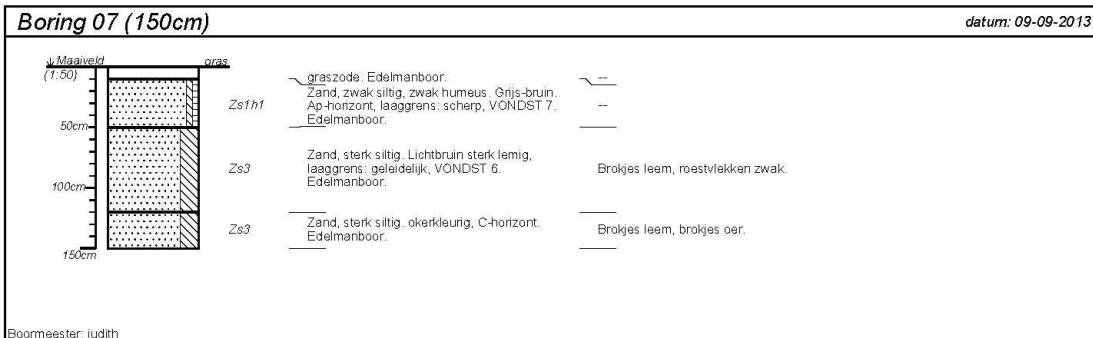 Boring 07 (150cm)
datum: 09-09-2013
Maaiveld
gras
(1:50)
graszode. Edelmanboor.
--
Zs1h1
Zand, zwak siltig, zwak humeus. Grijs-bruin.
Ap-horizont, laaggrens: scherp, VONDST 7.
Edelmanboor.
--
50cm
Zs3
Zand, sterk siltig. Lichtbruin sterk lemig,
laaggrens: geleidelijk, VONDST 6.
Edelmanboor.
Brokjes leem, roestvlekken zwak.
100cm
Zs3
Zand, sterk siltig. okerkleurig, C-horizont.
Edelmanboor.
Brokjes leem, brokjes oer.
150cm
Boormeester: judith